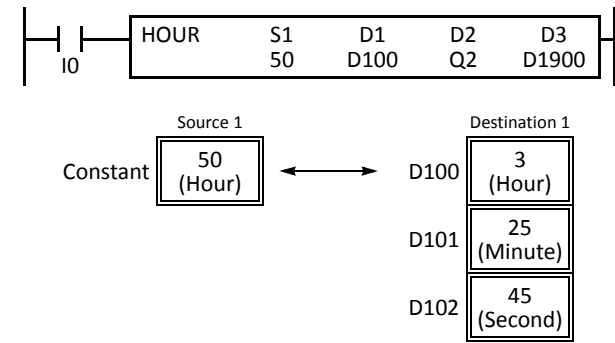 HOUR S1 D1 D2 D3
I0 50 D100 Q2 D1900
Source 1 Destination 1
Constant 50 (Hour) D100 3 (Hour)
D101 25 (Minute)
D102 45 (Second)